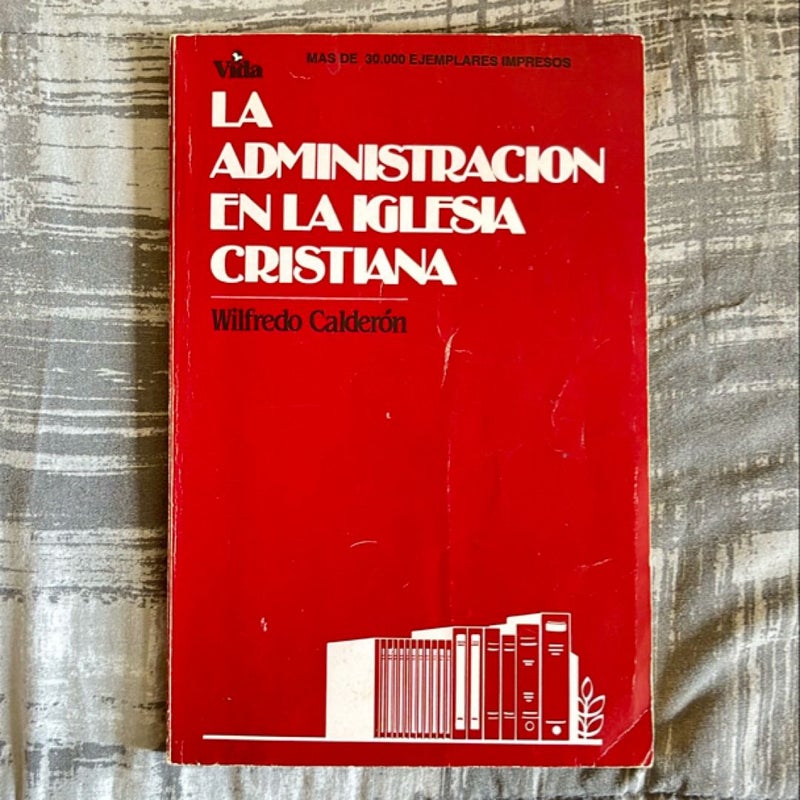 Vida
MAS DE 30.000 EJEMPLARES IMPRESOS
LA
ADMINISTRACION
EN LA IGLESIA
CRISTIANA
Wilfredo Calderón